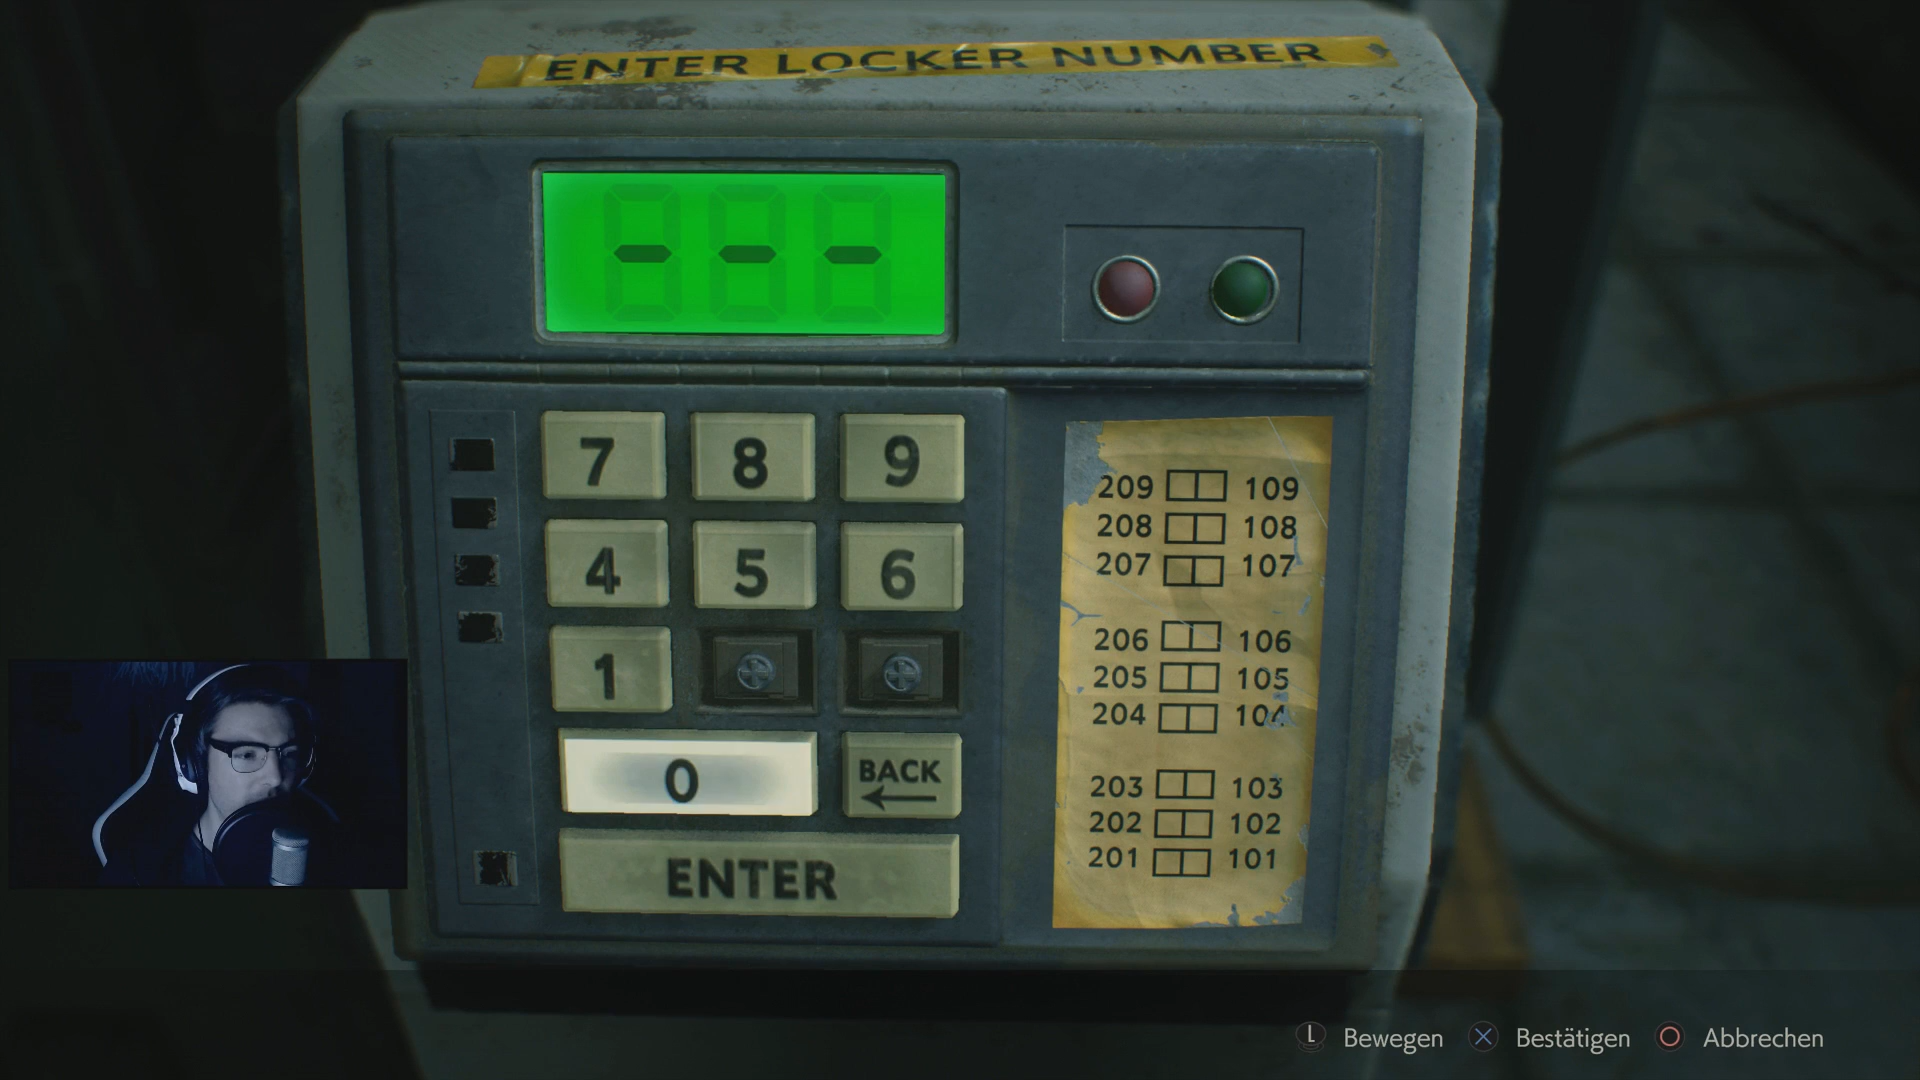 ENTER LOCKER NUMBER
---
7 8 9
4 5 6
1
0 BACK
ENTER
209 109
208 108
207 107
206 106
205 105
204 104
203 103
202 102
201 101
L Bewegen Bestätigen Abbrechen